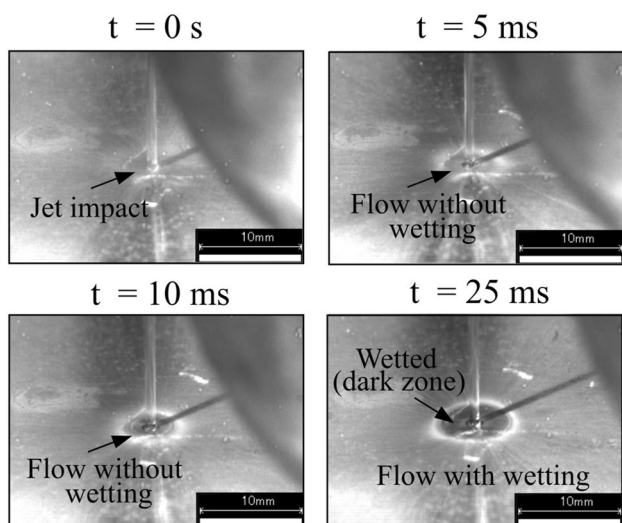 t = 0 s
Jet impact
10mm
t = 5 ms
Flow without
wetting
10mm
t = 10 ms
Flow without
wetting
10mm
t = 25 ms
Wetted
(dark zone)
Flow with wetting
10mm